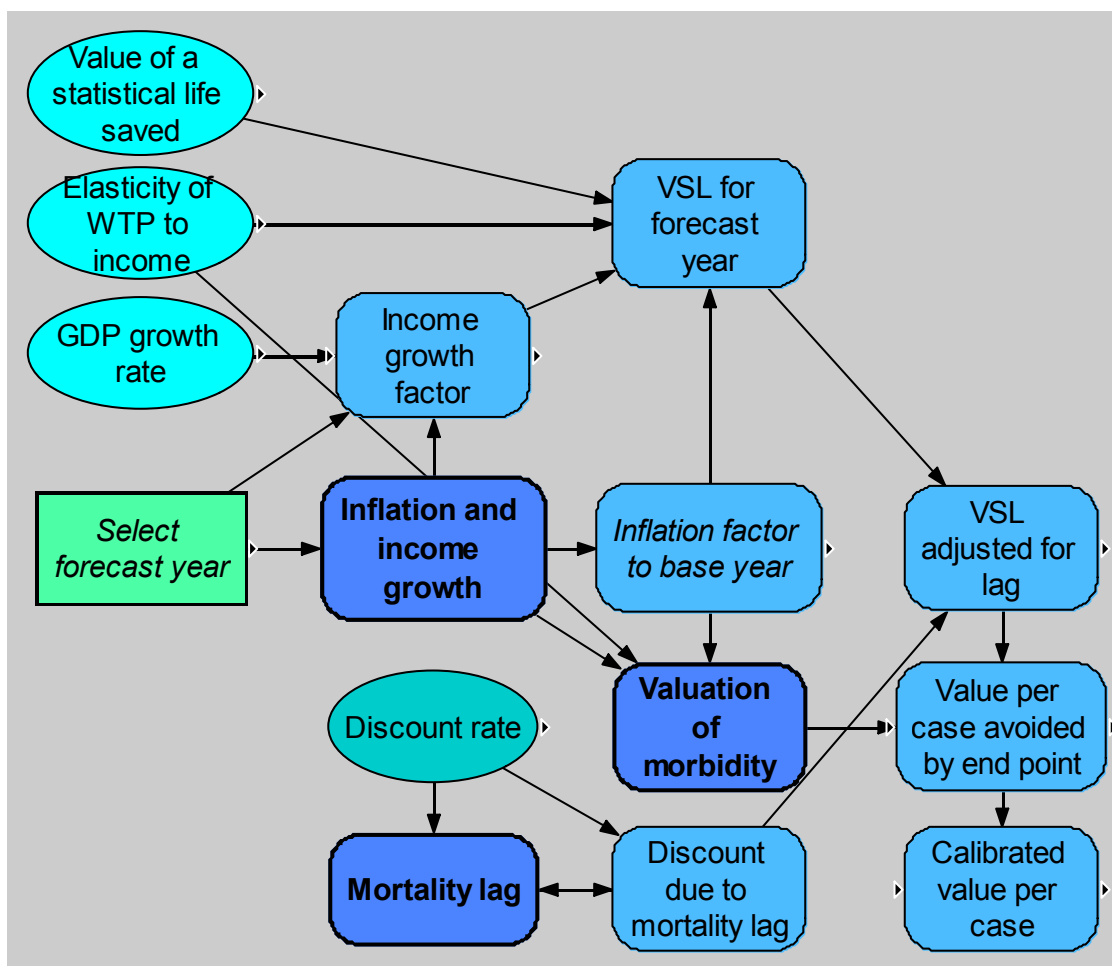 Value of a
statistical life
saved
Elasticity of
WTP to
income
VSL for
forecast
year
GDP growth
rate
Income
growth
factor
Select
forecast year
Inflation and
income
growth
Inflation factor
to base year
VSL
adjusted for
lag
Discount rate
Valuation
of
morbidity
Value per
case avoided
by end point
Mortality lag
Discount
due to
mortality lag
Calibrated
value per
case